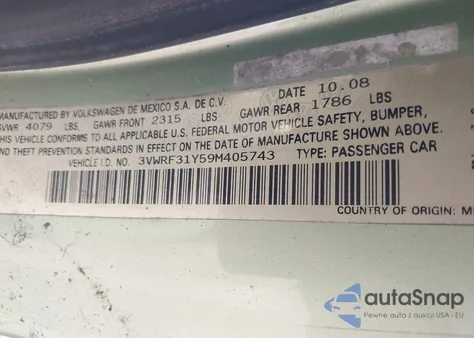 MANUFACTURED BY VOLKSWAGEN DE MEXICO S.A. DE C.V. DATE 10.08
GVWR 4079 LBS GAWR FRONT 2315 LBS GAWR REAR 1786 LBS
THIS VEHICLE CONFORMS TO ALL APPLICABLE U.S. FEDERAL MOTOR VEHICLE SAFETY, BUMPER,
AND THEFT PREVENTION STANDARDS IN EFFECT ON THE DATE OF MANUFACTURE SHOWN ABOVE.
VEHICLE I.D. NO. 3VWRF31Y59M405743 TYPE: PASSENGER CAR
COUNTRY OF ORIGIN:
autoSnap
Pewne auta z aukcji USA - EU